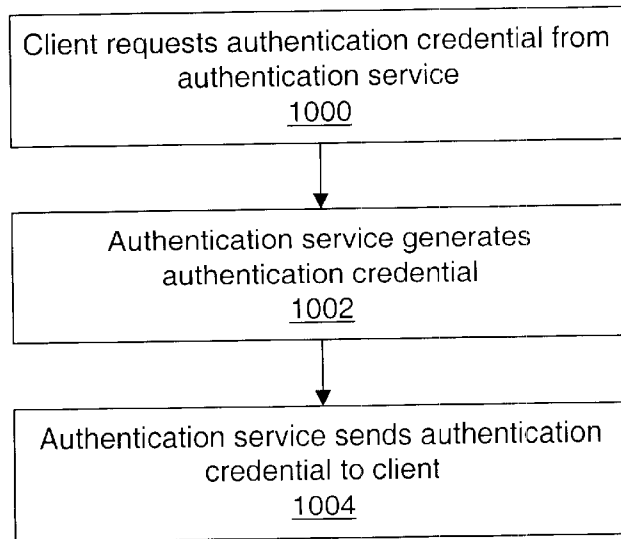 Client requests authentication credential from
authentication service
1000
Authentication service generates
authentication credential
1002
Authentication service sends authentication
credential to client
1004